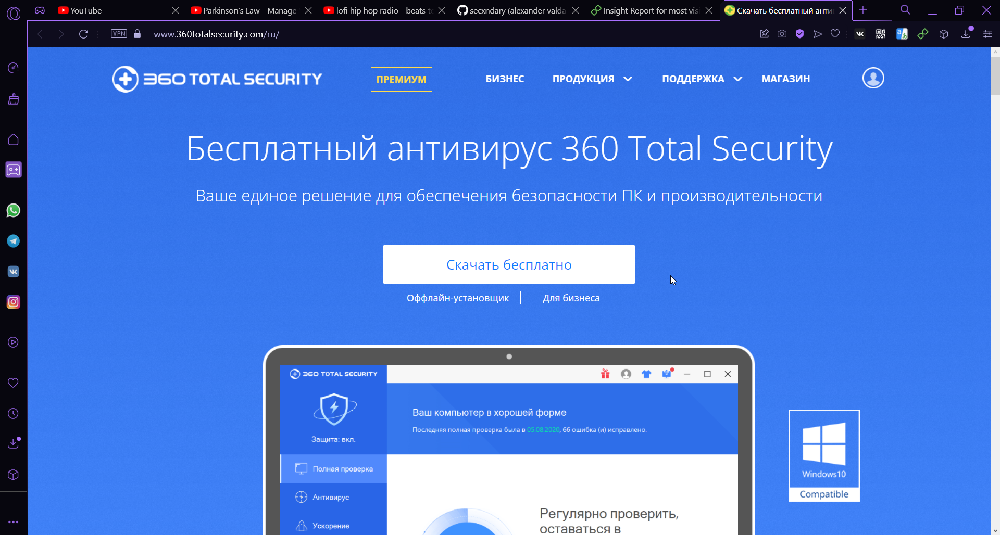 YouTube
Parkinson's Law - Manage
lofi hip hop radio - beats to
secxndary (alexander valda
Insight Report for most visi
Скачать бесплатный анти
VPN
www.360totalsecurity.com/ru/
360 TOTAL SECURITY
ПРЕМИУМ
БИЗНЕС
ПРОДУКЦИЯ
ПОДДЕРЖКА
МАГАЗИН
Бесплатный антивирус 360 Total Security
Ваше единое решение для обеспечения безопасности ПК и производительности
Скачать бесплатно
Оффлайн-установщик
Для бизнеса
360 TOTAL SECURITY
Защита: вкл.
Ваш компьютер в хорошей форме
Последняя полная проверка была в 05.08.2020, 66 ошибка (и) исправлено.
Полная проверка
Антивирус
Ускорение
Регулярно проверить,
оставаться в
Windows10
Compatible